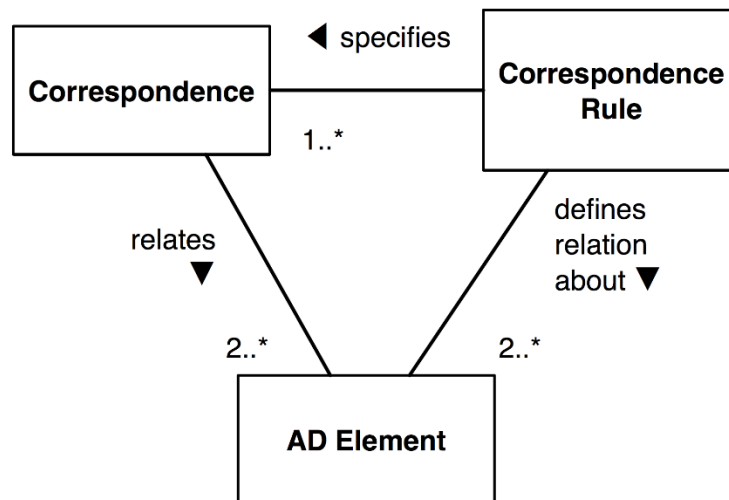 ◀ specifies
Correspondence
Correspondence
Rule
1..*
relates
▼
defines
relation
about ▼
2..*
2..*
AD Element